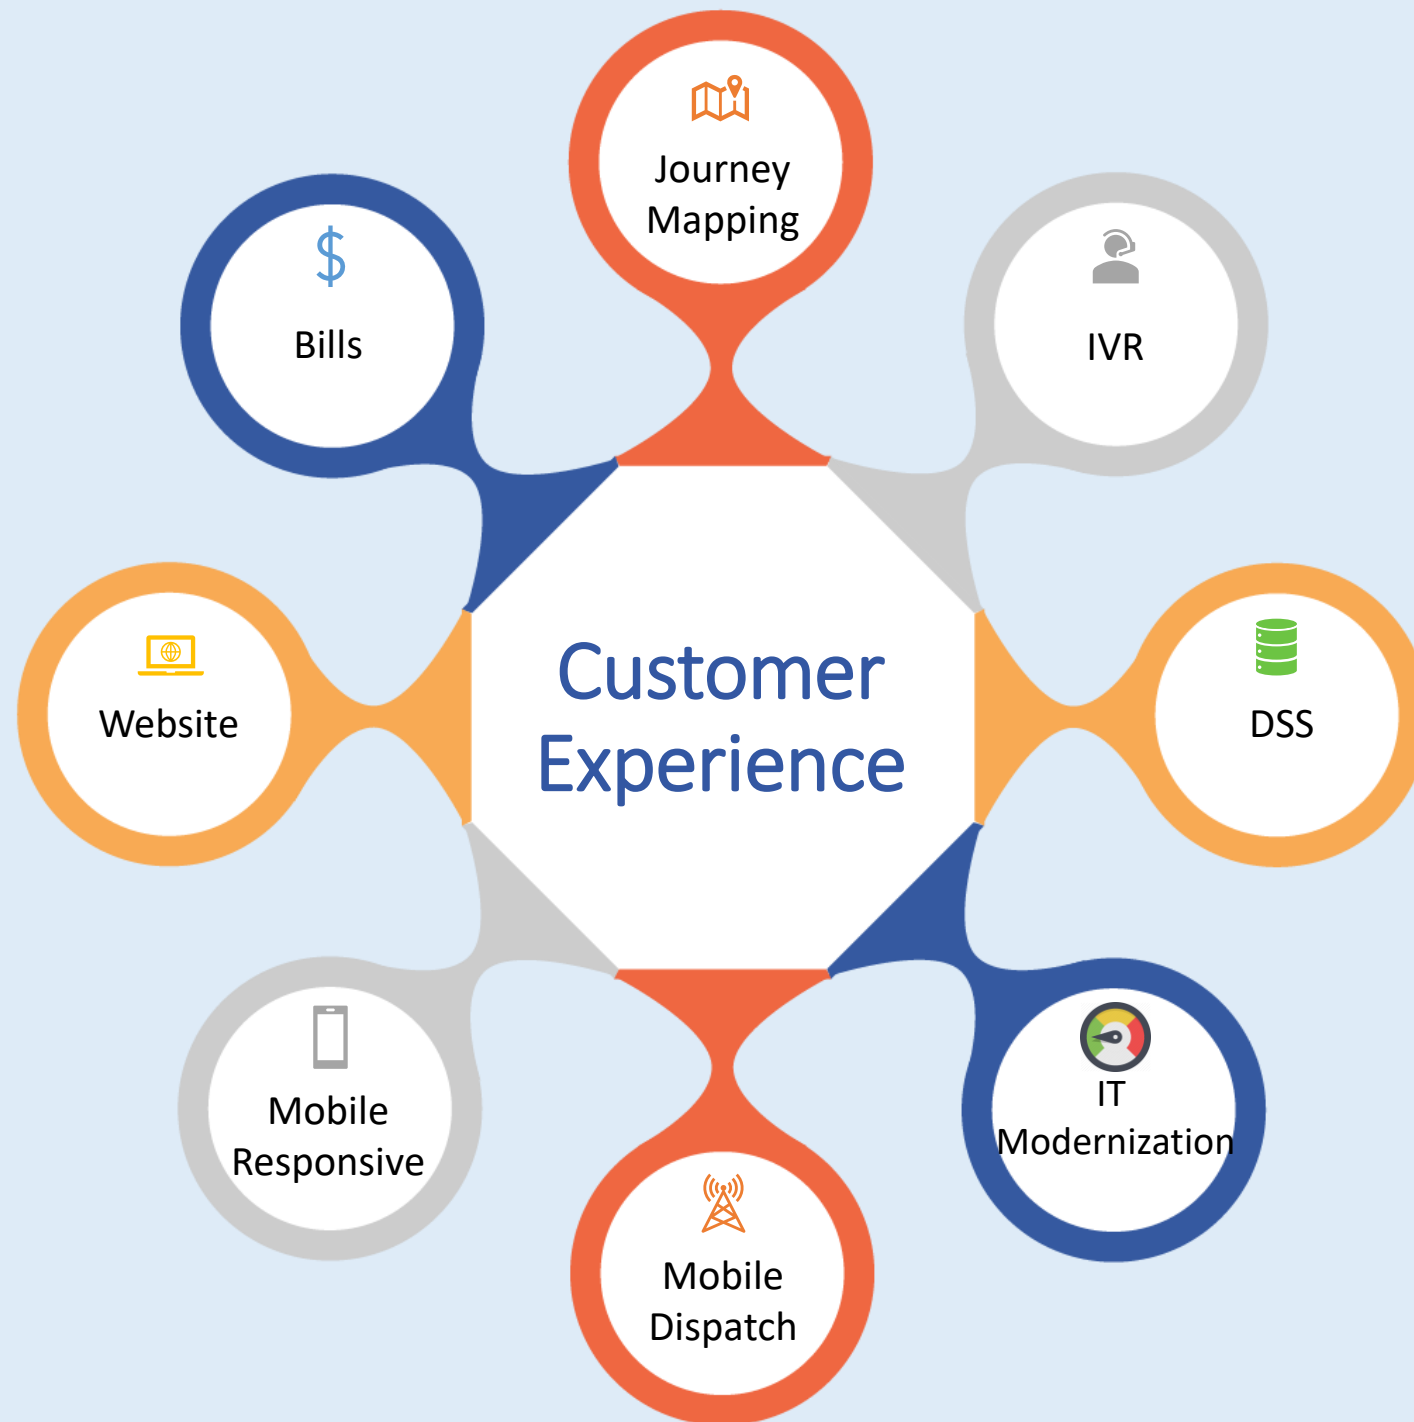 Journey
Mapping
Bills
IVR
Customer
Experience
Website
DSS
Mobile
Responsive
IT
Modernization
Mobile
Dispatch